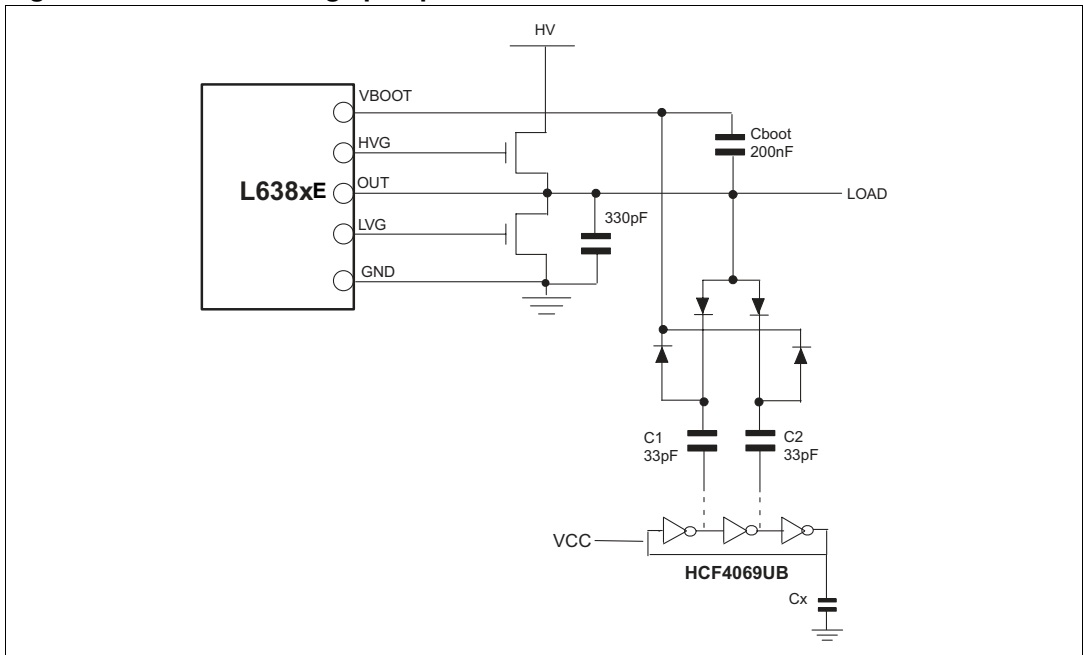 HV
VBOOT
Cboot
200nF
HVG
L638xE
OUT
LOAD
330pF
LVG
GND
C1
33pF
C2
33pF
VCC
HCF4069UB
Cx